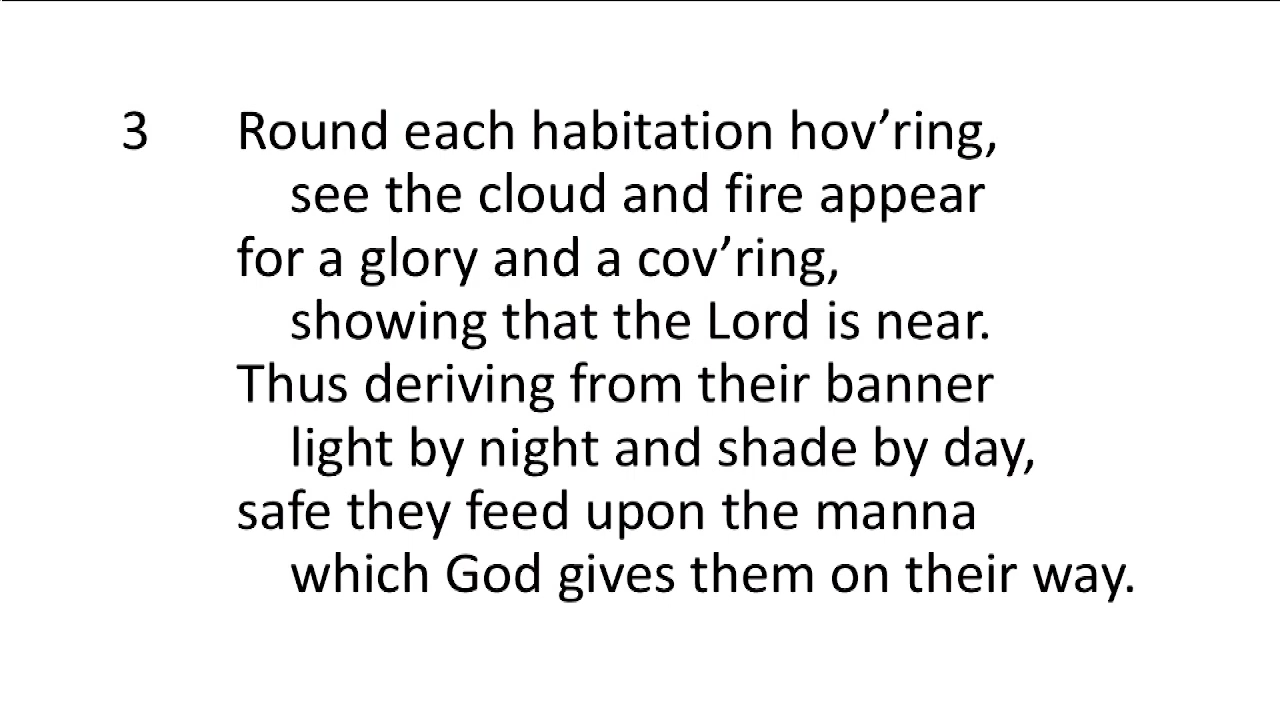 3 Round each habitation hov’ring,
see the cloud and fire appear
for a glory and a cov’ring,
showing that the Lord is near.
Thus deriving from their banner
light by night and shade by day,
safe they feed upon the manna
which God gives them on their way.